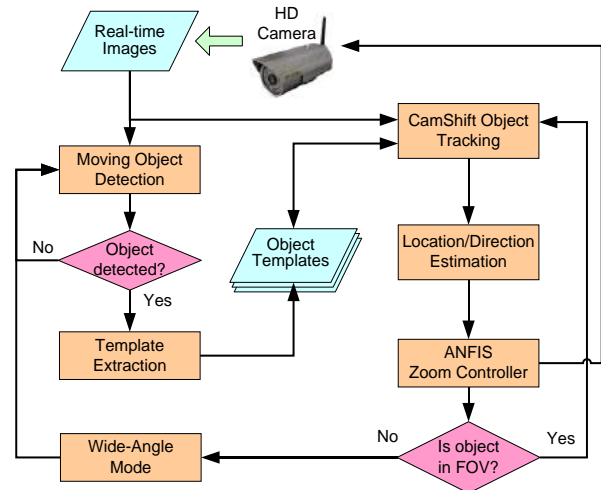 Real-time
Images
HD
Camera
CamShift Object
Tracking
Moving Object
Detection
No
Object
detected?
Yes
Object
Templates
Location/Direction
Estimation
Template
Extraction
ANFIS
Zoom Controller
Wide-Angle
Mode
No
Is object
in FOV?
Yes